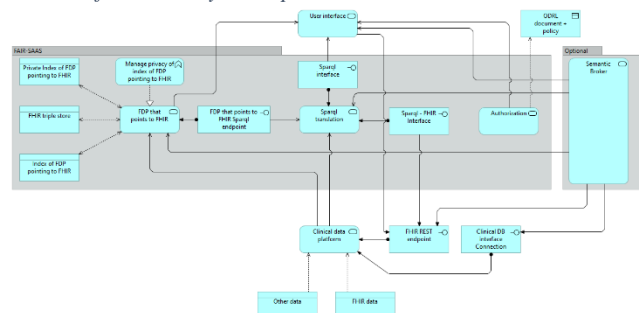 User interface
ODRL
document +
policy
FAIR-SAAS
Optional
Private Index of FDP
pointing to FHIR
Manage privacy of
index of FDP
pointing to FHIR
Sparql
interface
Semantic
Broker
FHIR triple store
FDP that
points to FHIR
FDP that points to
FHIR Sparql
endpoint
Sparql
translation
Sparql - FHIR
Interface
Authorization
Index of FDP
pointing to FHIR
Clinical data
platform
FHIR REST
endpoint
Clinical DB
interface
Connection
Other data
FHIR data